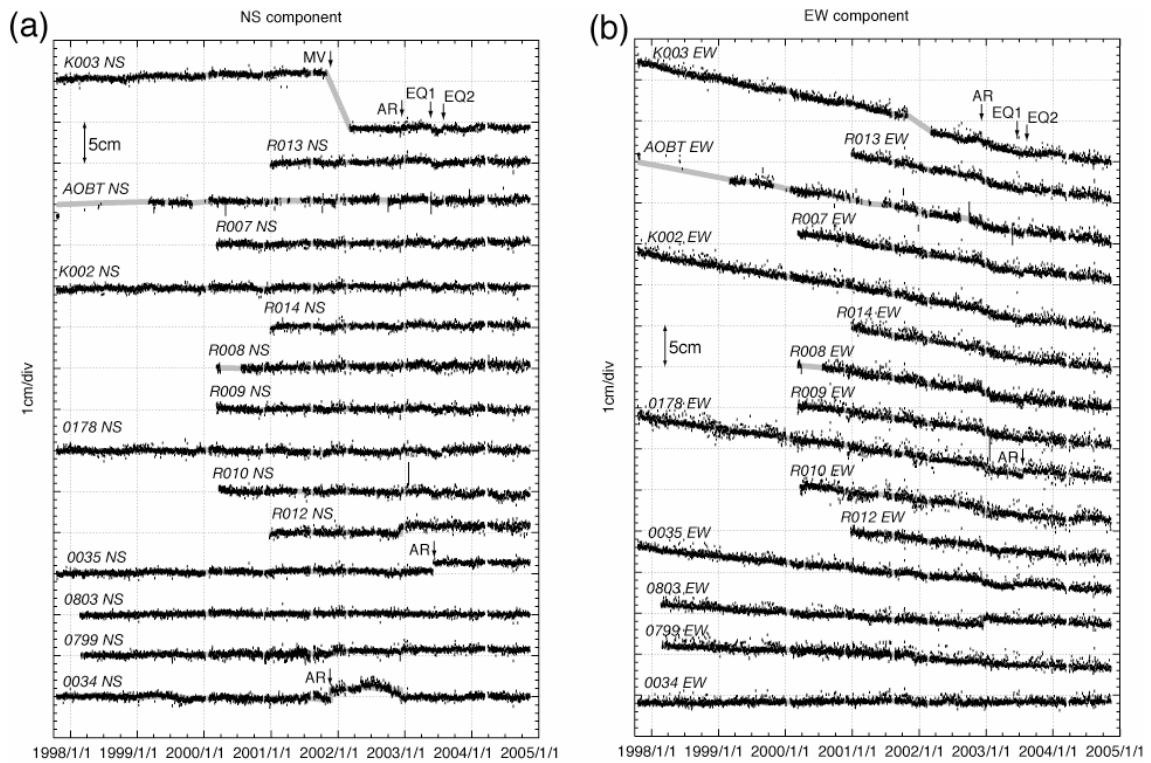 (a)
NS component
K003 NS
MV
AR
EQ1
EQ2
5cm
R013 NS
AOBT NS
R007 NS
K002 NS
R014 NS
R008 NS
R009 NS
0178 NS
R010 NS
R012 NS
AR
0035 NS
0803 NS
0799 NS
AR
0034 NS
1cm/div
1998/1/1 1999/1/1 2000/1/1 2001/1/1 2002/1/1 2003/1/1 2004/1/1 2005/1/1
(b)
EW component
K003 EW
AR
EQ1
EQ2
R013 EW
AOBT EW
R007 EW
K002 EW
R014 EW
5cm
R008 EW
R009 EW
0178 EW
AR
R010 EW
R012 EW
0035 EW
0803 EW
0799 EW
0034 EW
1cm/div
1998/1/1 1999/1/1 2000/1/1 2001/1/1 2002/1/1 2003/1/1 2004/1/1 2005/1/1